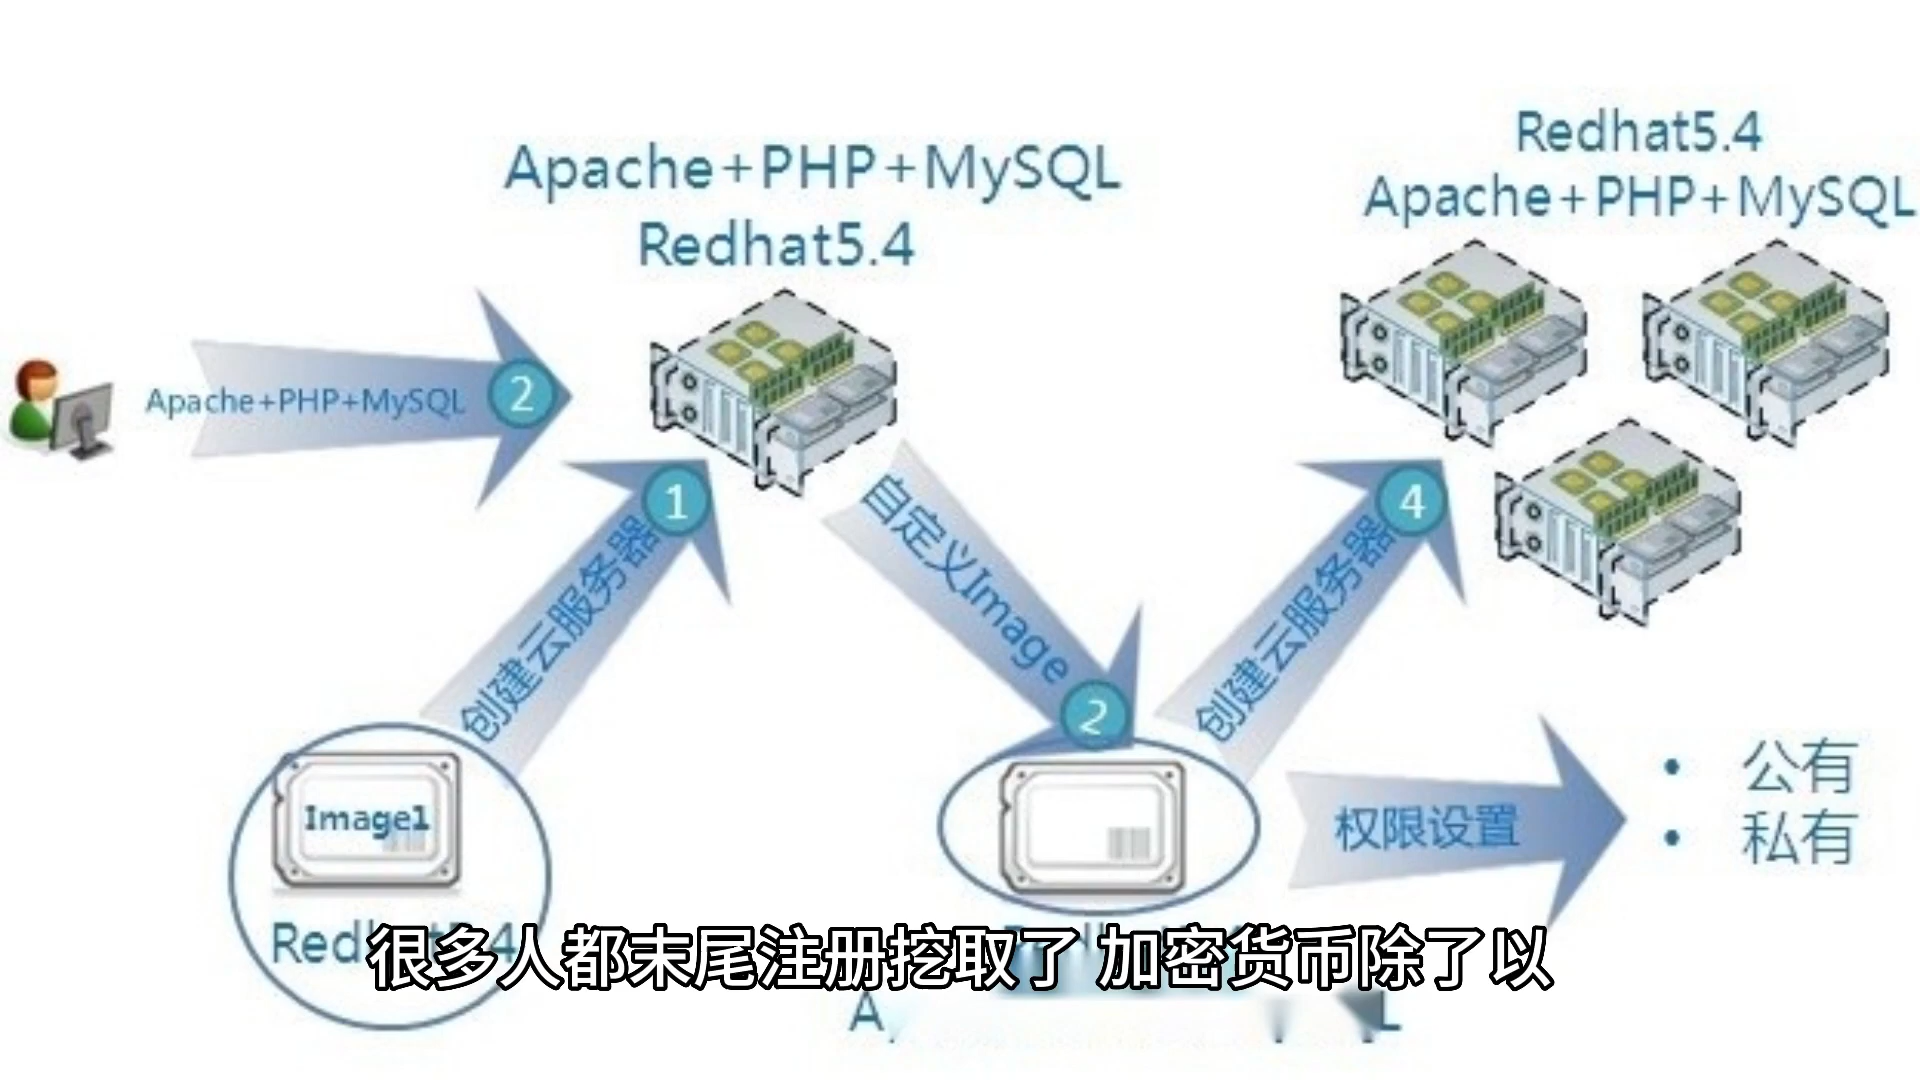 Redhat5.4
Apache+PHP+MySQL
Apache+PHP+MySQL
Redhat5.4
Apache+PHP+MySQL
2
1
创建云服务器
自定义Image
2
4
创建云服务器
Image1
权限设置
• 公有
• 私有
很多人都末尾注册挖取了 加密货币除了以